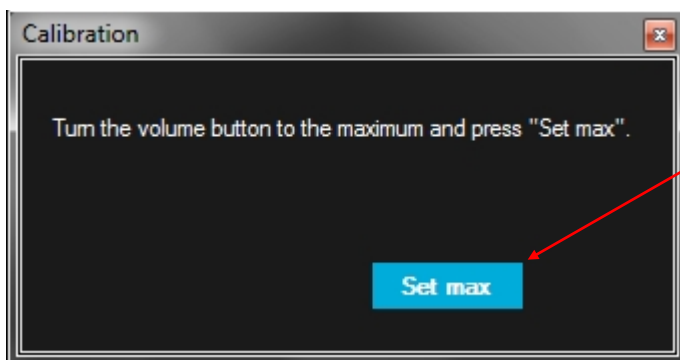 Calibration
Turn the volume button to the maximum and press "Set max".
Set max